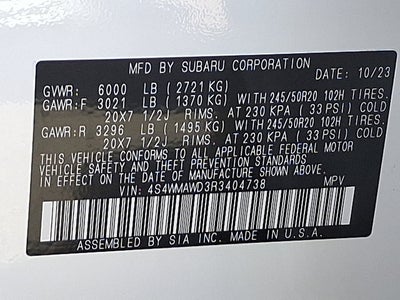 MFD BY SUBARU CORPORATION
DATE: 10/23
GVWR: 6000 LB (2721 KG)
GAWR:F 3021 LB (1370 KG) WITH 245/50R20 102H TIRES.
20X7 1/2J RIMS. AT 230 KPA (33 PSI) COLD
GAWR:R 3296 LB (1495 KG) WITH 245/50R20 102H TIRES.
20X7 1/2J RIMS. AT 230 KPA (33 PSI) COLD
THIS VEHICLE CONFORMS TO ALL APPLICABLE FEDERAL MOTOR
VEHICLE SAFETY AND THEFT PREVENTION STANDARDS
IN EFFECT ON THE DATE OF MANUFACTURE SHOWN ABOVE.
VIN: 4S4WMAWD3R3404738 MPV
ASSEMBLED BY SIA INC. MADE IN U.S.A.